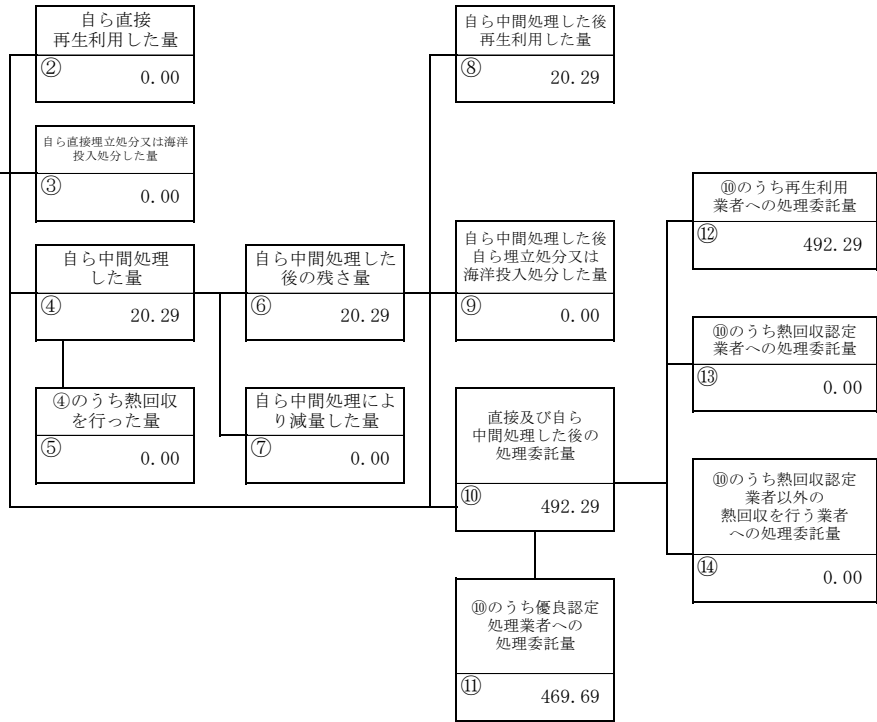 自ら直接
再生利用した量
②
0.00
自ら直接埋立処分又は海洋
投入処分した量
③
0.00
自ら中間処理
した量
④
20.29
④のうち熱回収
を行った量
⑤
0.00
自ら中間処理した
後の残さ量
⑥
20.29
自ら中間処理によ
り減量した量
⑦
0.00
自ら中間処理した後
再生利用した量
⑧
20.29
自ら中間処理した後
自ら埋立処分又は
海洋投入処分した量
⑨
0.00
直接及び自ら
中間処理した後の
処理委託量
⑩
492.29
⑩のうち優良認定
処理業者への
処理委託量
⑪
469.69
⑩のうち再生利用
業者への処理委託量
⑫
492.29
⑩のうち熱回収認定
業者への処理委託量
⑬
0.00
⑩のうち熱回収認定
業者以外の
熱回収を行う業者
への処理委託量
⑭
0.00